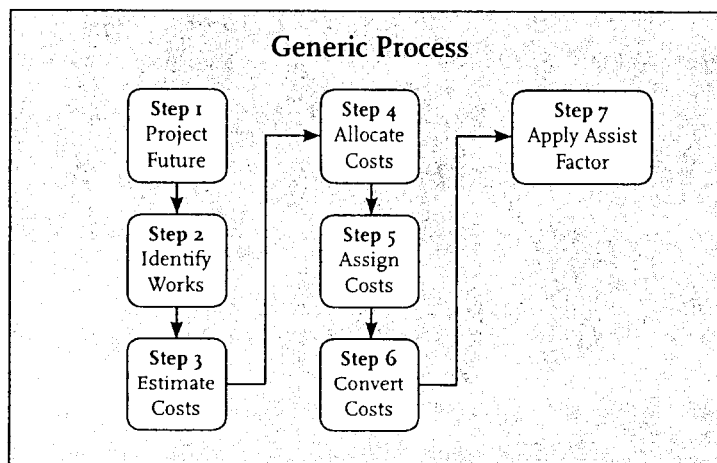 Generic Process
Step 1
Project
Future
Step 2
Identify
Works
Step 3
Estimate
Costs
Step 4
Allocate
Costs
Step 5
Assign
Costs
Step 6
Convert
Costs
Step 7
Apply Assist
Factor